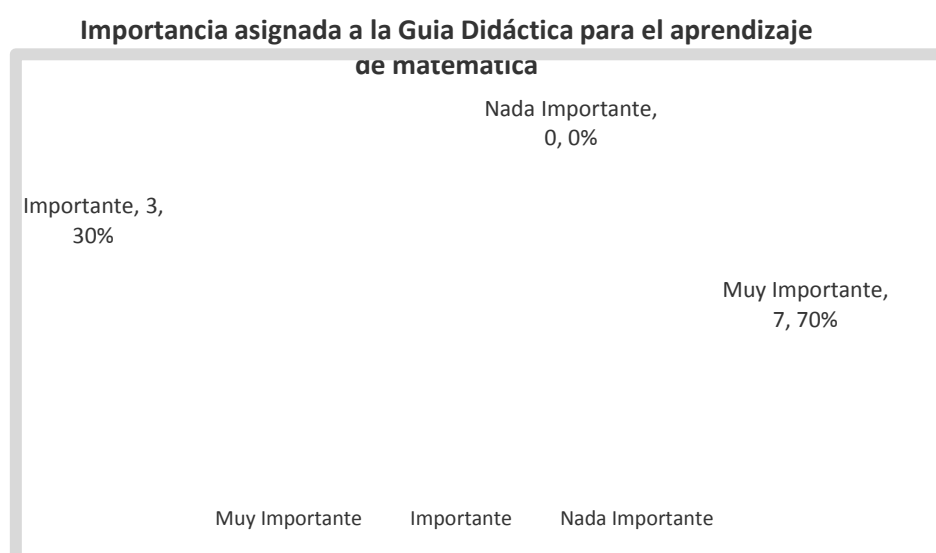 Importancia asignada a la Guia Didáctica para el aprendizaje
de matematica
Nada Importante,
0, 0%
Importante, 3,
30%
Muy Importante,
7, 70%
Muy Importante Importante Nada Importante